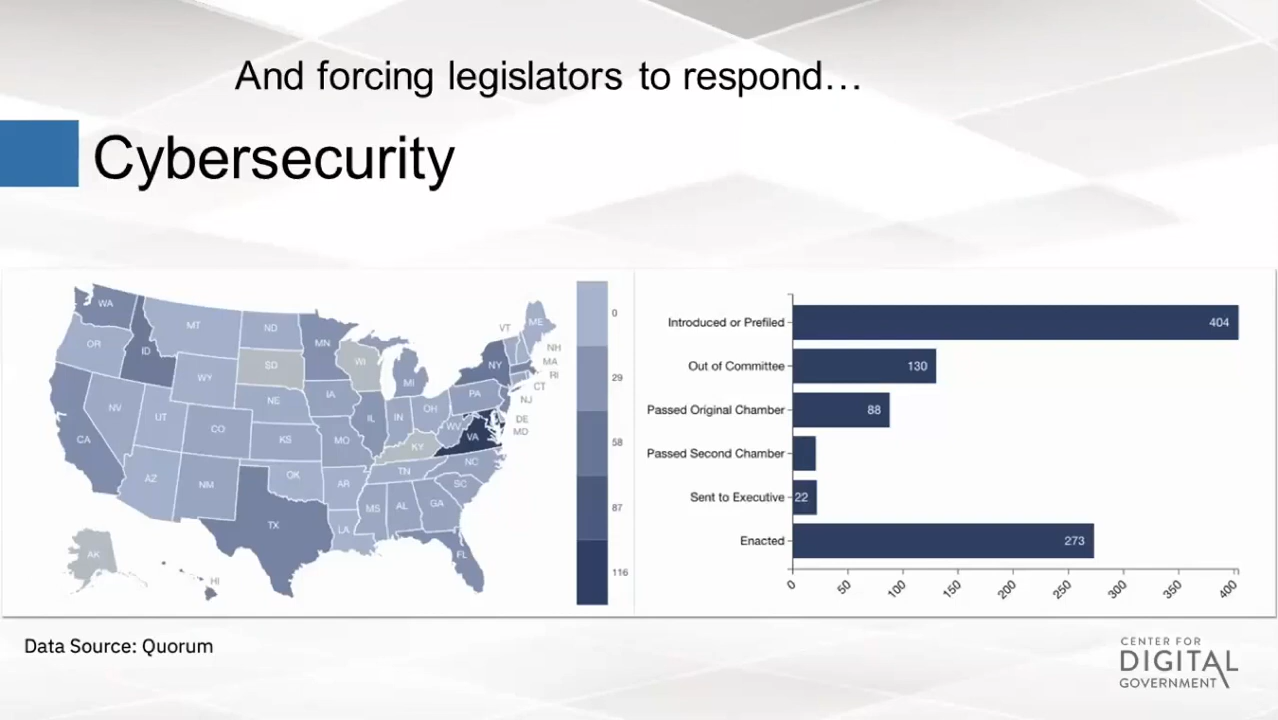 And forcing legislators to respond…
Cybersecurity
WA
MT
ND
MN
VT
ME
OR
ID
SD
WI
NY
NH
MA
RI
WY
MI
CT
NV
NE
IA
PA
NJ
UT
CO
IL
IN
OH
DE
MD
CA
KS
MO
WV
VA
KY
AZ
NM
OK
AR
TN
NC
SC
TX
MS
AL
GA
LA
FL
AK
HI
0
29
58
87
116
Introduced or Prefiled
404
Out of Committee
130
Passed Original Chamber
88
Passed Second Chamber
Sent to Executive
22
Enacted
273
0
50
100
150
200
250
300
350
400
Data Source: Quorum
CENTER FOR
DIGITAL
GOVERNMENT